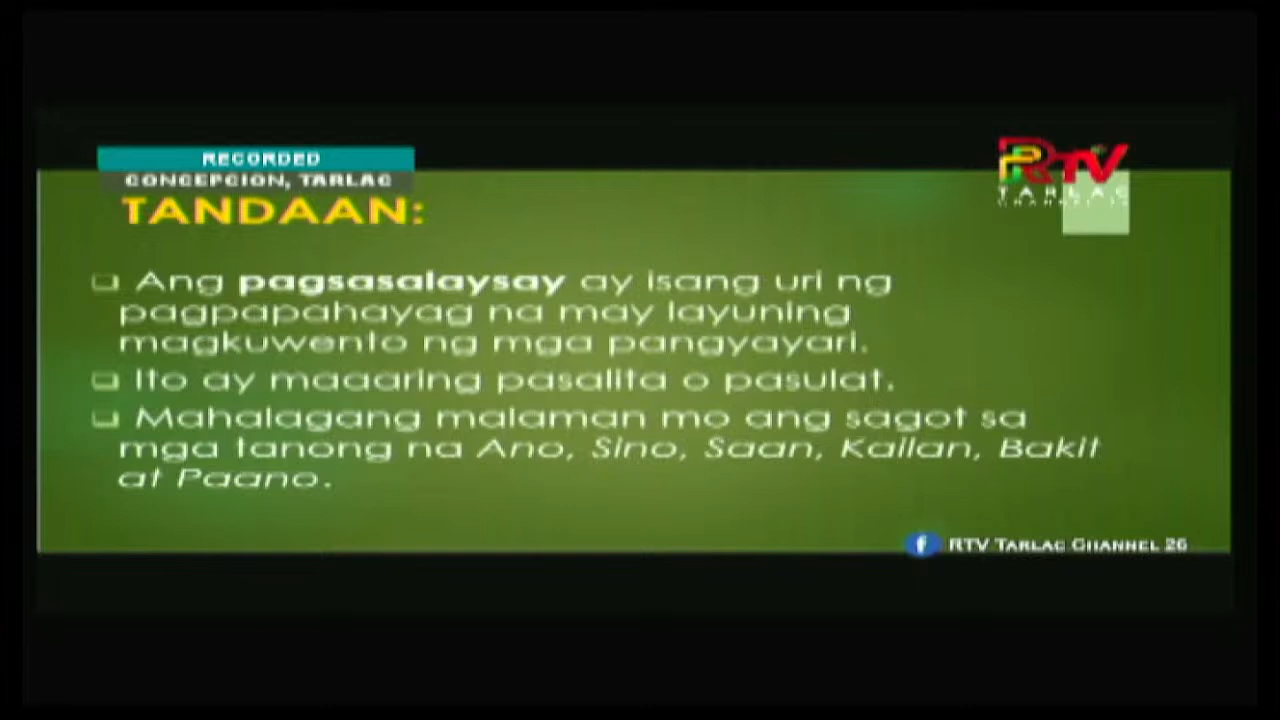 RECORDED
CONCEPCION, TARLAC
RTV
TARLAC
TANDAAN:
Ang pagsasalaysay ay isang uri ng
pagpapahayag na may layuning
magkuwento ng mga pangyayari.
Ito ay maaaring pasalita o pasulat.
Mahalagang malaman mo ang sagot sa
mga tanong na Ano, Sino, Saan, Kailan, Bakit
at Paano.
RTV TARLAC CHANNEL 26